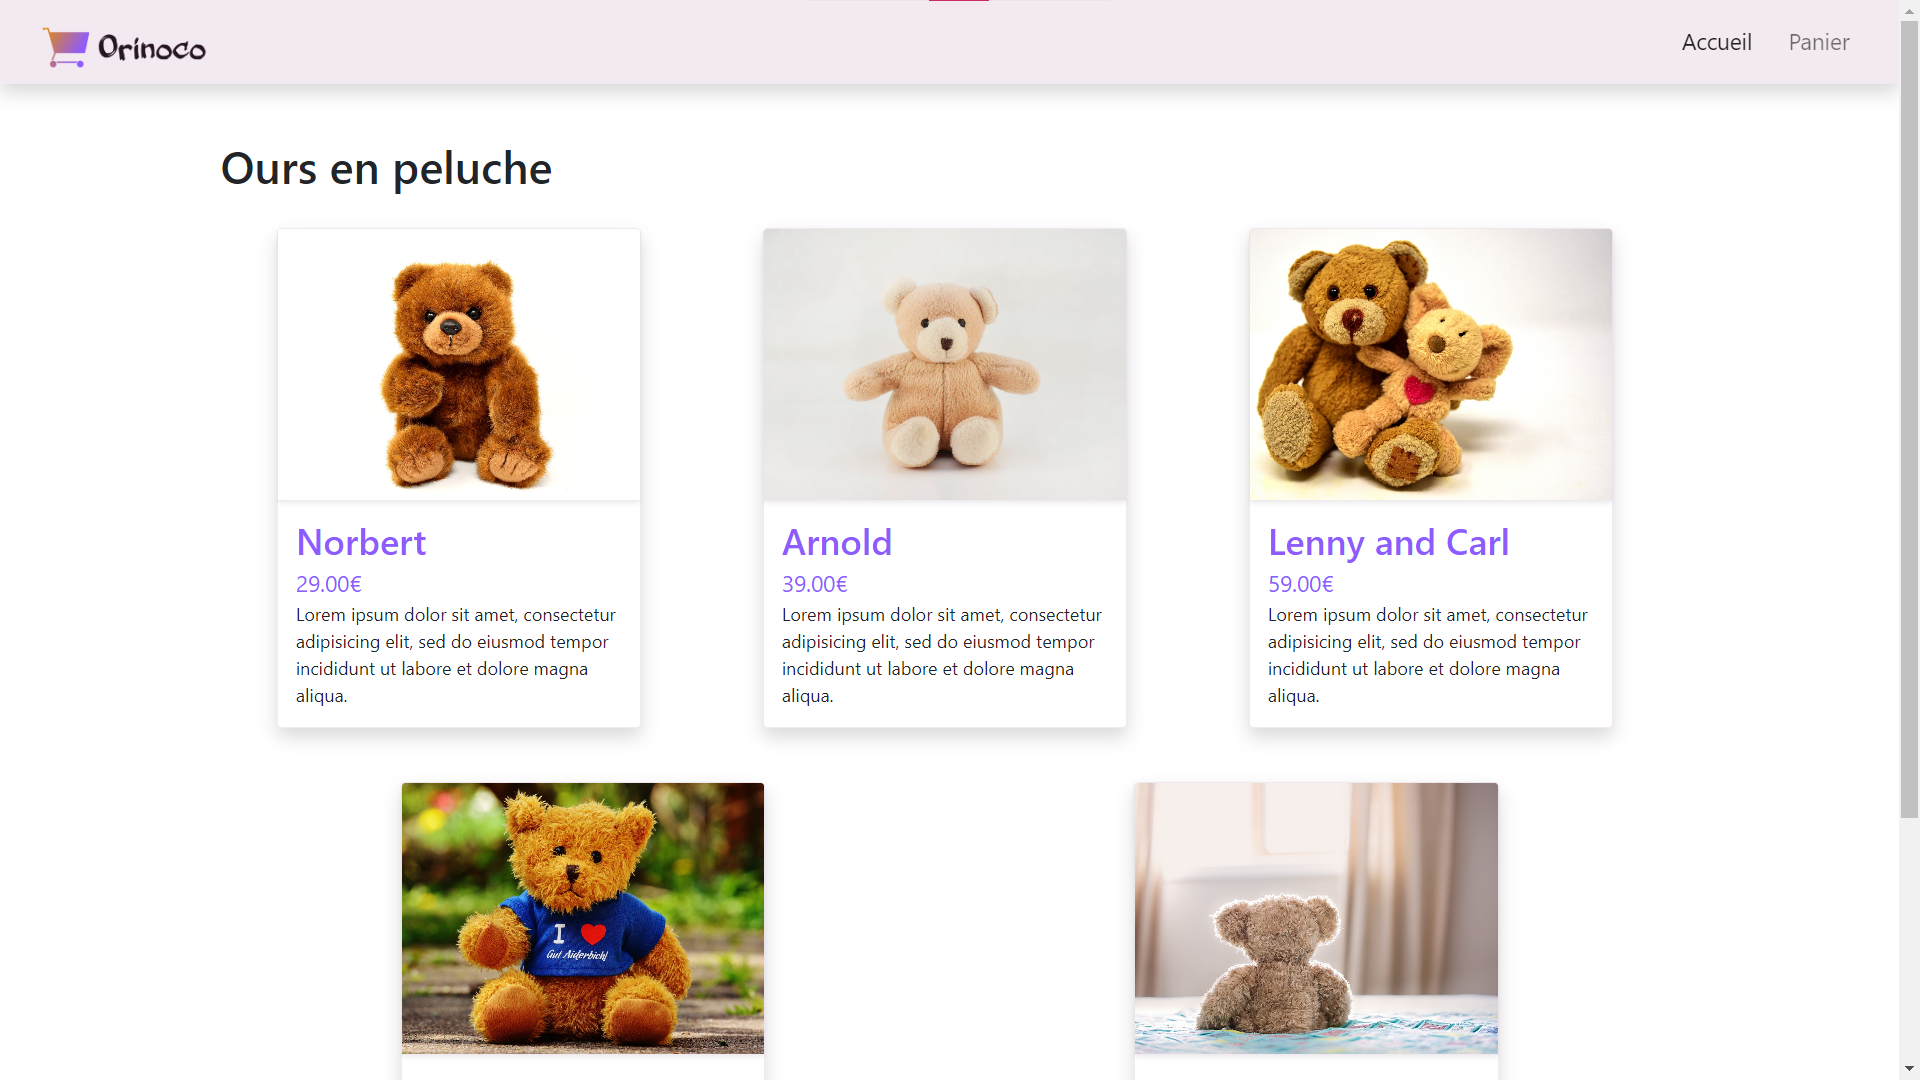 Orinoco
Accueil
Panier
Ours en peluche
Norbert
29.00€
Lorem ipsum dolor sit amet, consectetur
adipisicing elit, sed do eiusmod tempor
incididunt ut labore et dolore magna
aliqua.
Arnold
39.00€
Lorem ipsum dolor sit amet, consectetur
adipisicing elit, sed do eiusmod tempor
incididunt ut labore et dolore magna
aliqua.
Lenny and Carl
59.00€
Lorem ipsum dolor sit amet, consectetur
adipisicing elit, sed do eiusmod tempor
incididunt ut labore et dolore magna
aliqua.
I ❤
Gut Aiderbichl